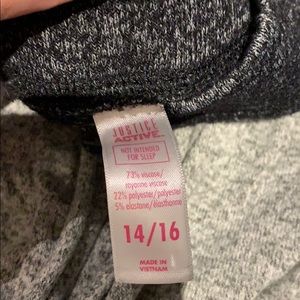 JUSTICE
ACTIVE
NOT INTENDED
FOR SLEEP
73% viscose/
rayonne viscose
22% polyester/polyester
5% elastane/élasthanne
14/16
MADE IN
VIETNAM